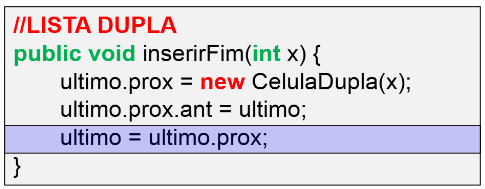 //LISTA DUPLA
public void inserirFim(int x) {
ultimo.prox = new CelulaDupla(x);
ultimo.prox.ant = ultimo;
ultimo = ultimo.prox;
}